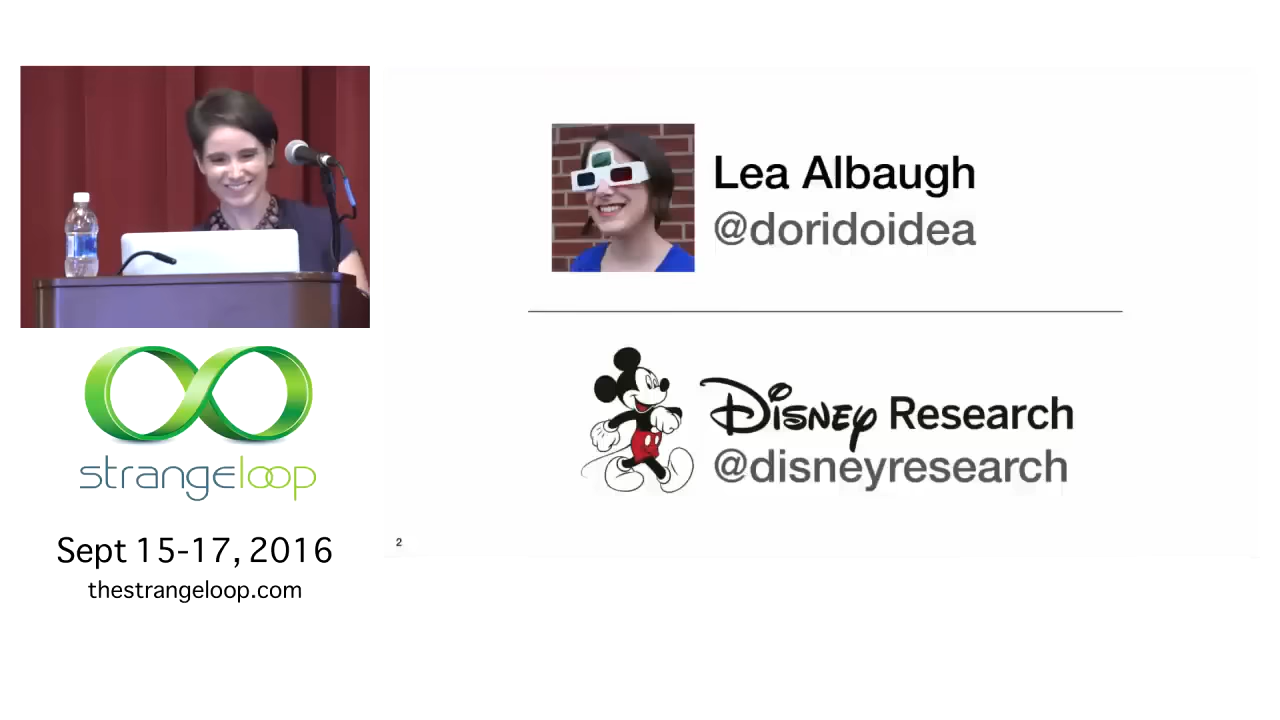 Lea Albaugh
@doridoidea
Disney Research
@disneyresearch
2
strangeloop
Sept 15-17, 2016
thestrangeloop.com